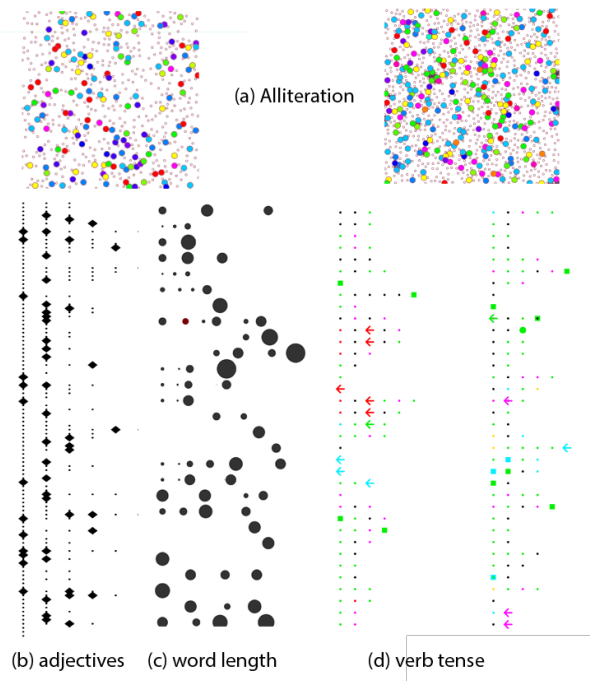 (a) Alliteration
(b) adjectives
(c) word length
(d) verb tense